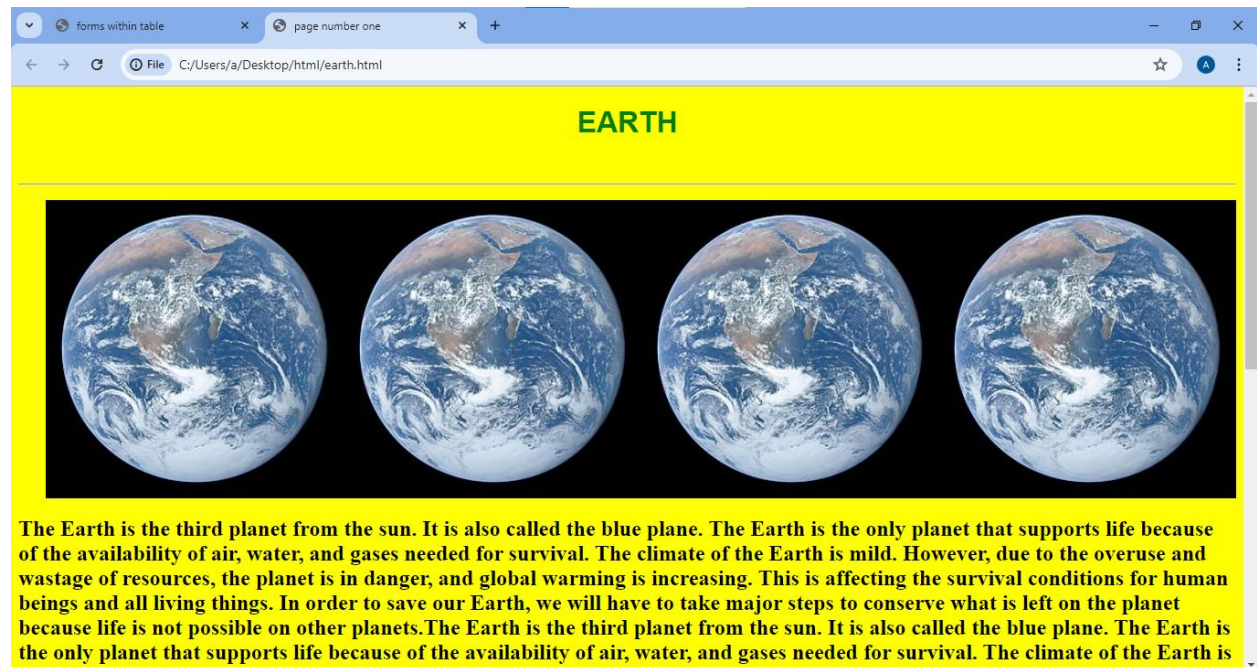 forms within table
page number one
File
C:/Users/a/Desktop/html/earth.html
A
EARTH
The Earth is the third planet from the sun. It is also called the blue plane. The Earth is the only planet that supports life because
of the availability of air, water, and gases needed for survival. The climate of the Earth is mild. However, due to the overuse and
wastage of resources, the planet is in danger, and global warming is increasing. This is affecting the survival conditions for human
beings and all living things. In order to save our Earth, we will have to take major steps to conserve what is left on the planet
because life is not possible on other planets.The Earth is the third planet from the sun. It is also called the blue plane. The Earth is
the only planet that supports life because of the availability of air, water, and gases needed for survival. The climate of the Earth is